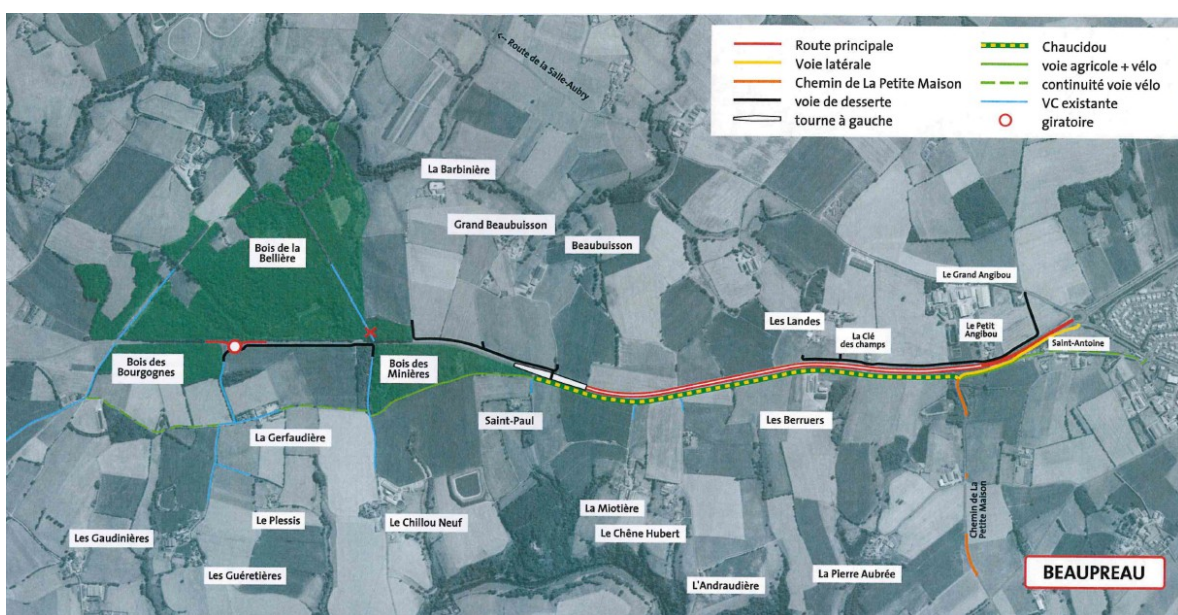 <-- Route de la Salle-Aubry
Route principale
Voie latérale
Chemin de La Petite Maison
voie de desserte
tourne à gauche
Chaucidou
voie agricole + vélo
continuité voie vélo
VC existante
giratoire
La Barbinière
Grand Beaubuisson
Beaubuisson
Bois de la
Bellière
Le Grand Angibou
Les Landes
La Clé
des champs
Le Petit
Angibou
Saint-Antoine
Bois des
Bourgognes
Bois des
Minières
Saint-Paul
Les Berruers
La Gerfaudière
La Miotière
Le Plessis
Le Chillou Neuf
Le Chêne Hubert
Les Gaudinières
Chemin de La
Petite Maison
Les Guéretières
L'Andraudière
La Pierre Aubrée
BEAUPREAU